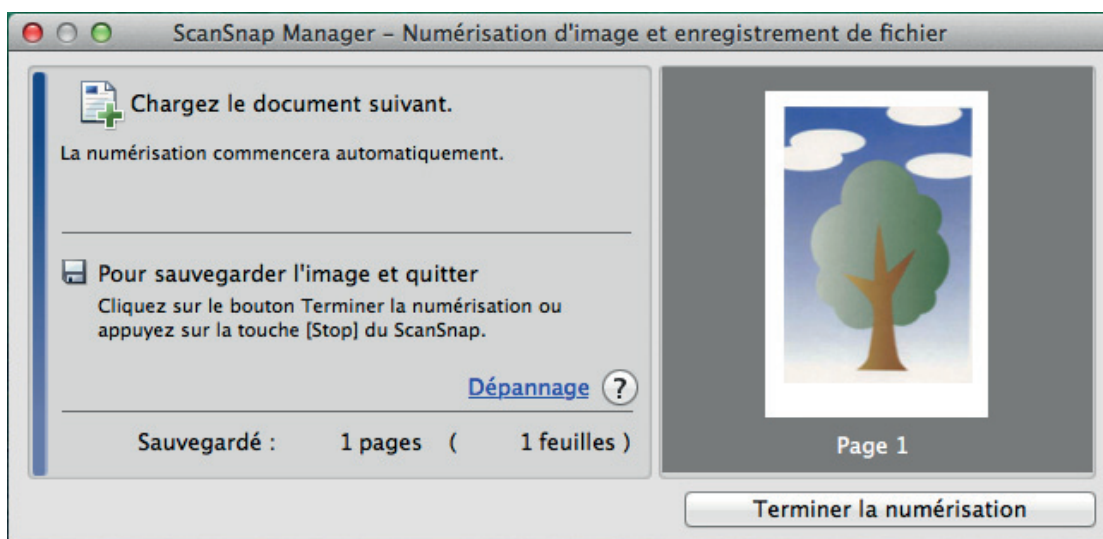 ScanSnap Manager – Numérisation d'image et enregistrement de fichier
Chargez le document suivant.
La numérisation commencera automatiquement.
Pour sauvegarder l'image et quitter
Cliquez sur le bouton Terminer la numérisation ou
appuyez sur la touche [Stop] du ScanSnap.
Dépannage ?
Sauvegardé : 1 pages ( 1 feuilles )
Page 1
Terminer la numérisation